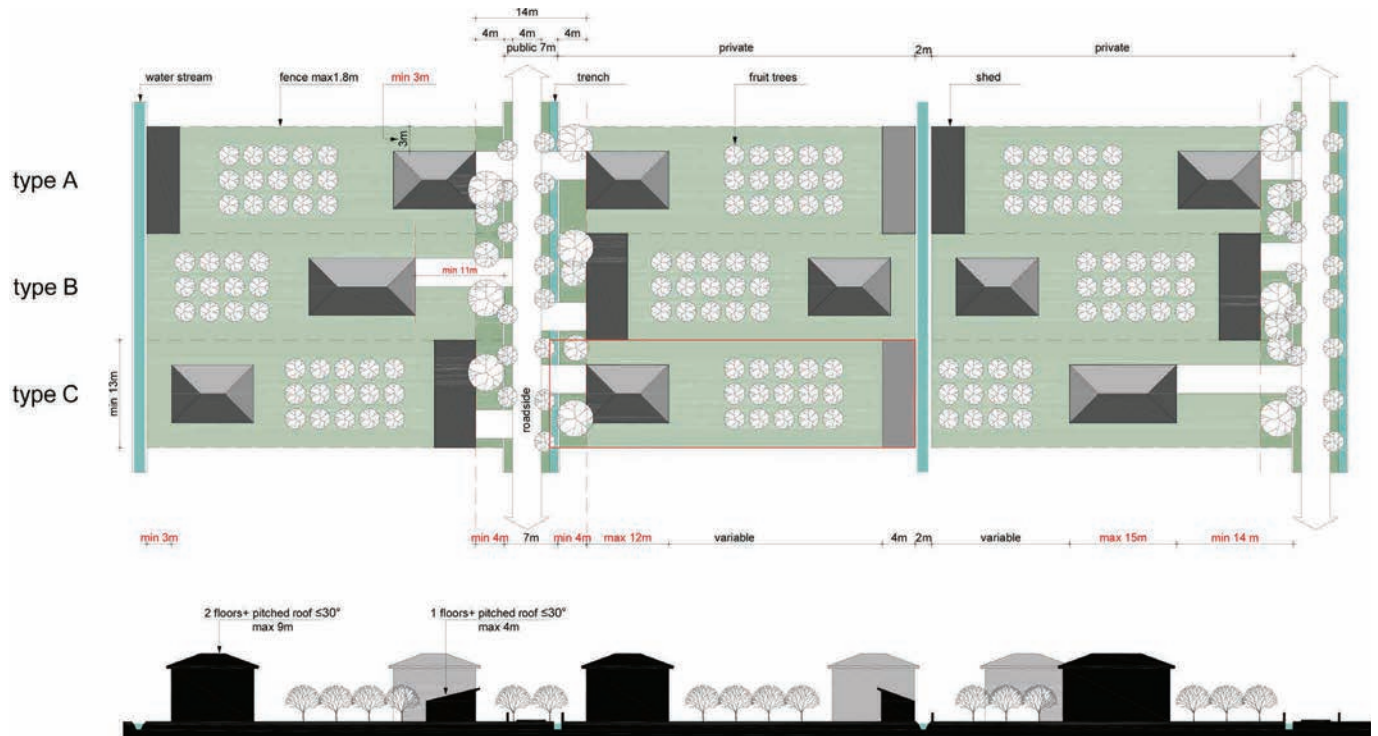 14m
4m
4m
4m
public 7m
private
2m
private
water stream
fence max1.8m
min 3m
trench
fruit trees
shed
3m
type A
type B
min 11m
type C
min 13m
roadside
min 3m
min 4m
7m
min 4m
max 12m
variable
4m
2m
variable
max 15m
min 14 m
2 floors+ pitched roof ≤30°
max 9m
1 floors+ pitched roof ≤30°
max 4m